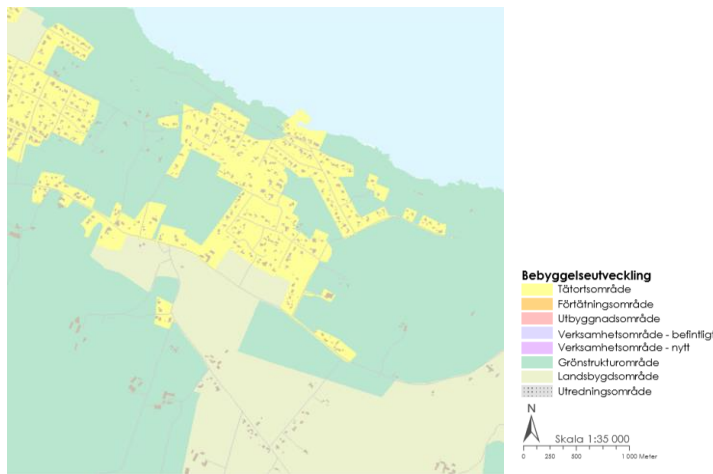 Bebyggelseutveckling
Tätortsområde
Förtätningsområde
Utbyggnadsområde
Verksamhetsområde - befintligt
Verksamhetsområde - nytt
Grönstrukturområde
Landsbygdsområde
Utredningsområde
N
Skala 1:35 000
0 250 500 1 000 Meter